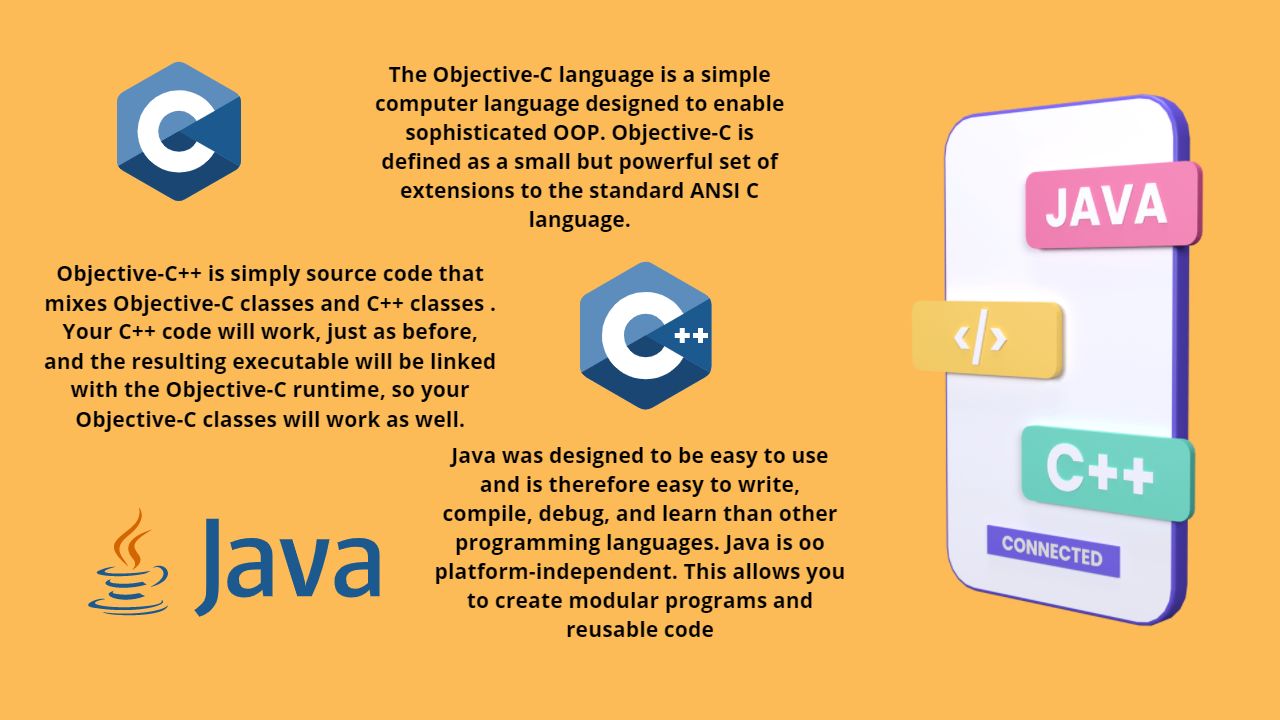 C
The Objective-C language is a simple
computer language designed to enable
sophisticated OOP. Objective-C is
defined as a small but powerful set of
extensions to the standard ANSI C
language.
Objective-C++ is simply source code that
mixes Objective-C classes and C++ classes .
Your C++ code will work, just as before,
and the resulting executable will be linked
with the Objective-C runtime, so your
Objective-C classes will work as well.
C++
Java was designed to be easy to use
and is therefore easy to write,
compile, debug, and learn than other
programming languages. Java is oo
platform-independent. This allows you
to create modular programs and
reusable code
Java
JAVA
</>
C++
CONNECTED